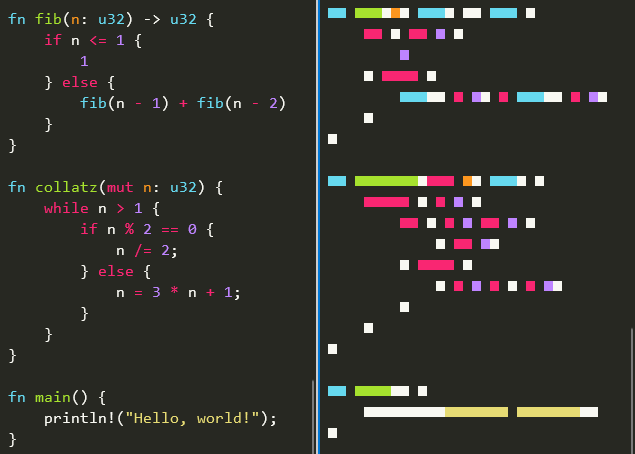 fn fib(n: u32) -> u32 {
    if n <= 1 {
        1
    } else {
        fib(n - 1) + fib(n - 2)
    }
}

fn collatz(mut n: u32) {
    while n > 1 {
        if n % 2 == 0 {
            n /= 2;
        } else {
            n = 3 * n + 1;
        }
    }
}

fn main() {
    println!("Hello, world!");
}